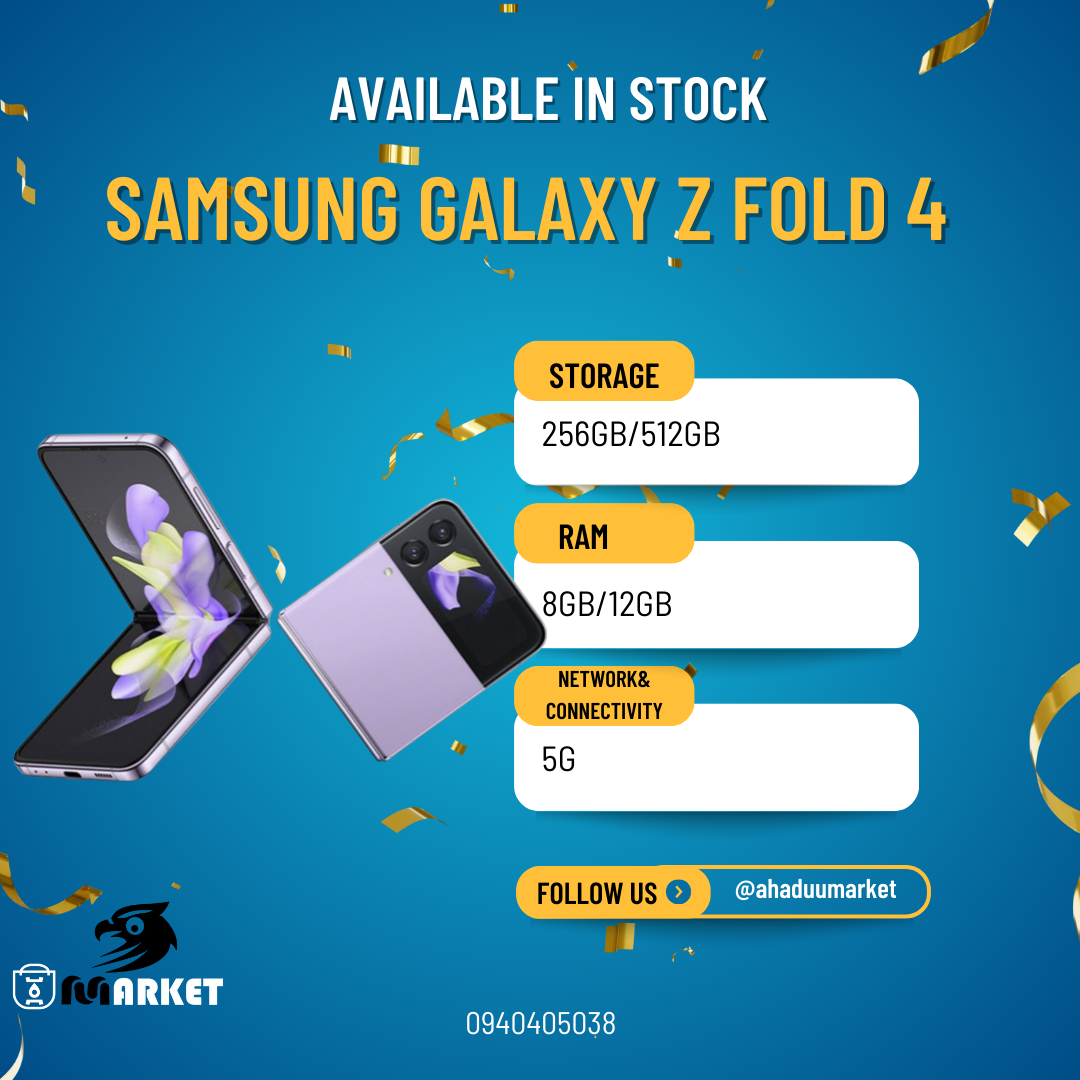 AVAILABLE IN STOCK
SAMSUNG GALAXY Z FOLD 4
STORAGE
256GB/512GB
RAM
8GB/12GB
NETWORK&
CONNECTIVITY
5G
FOLLOW US
@ahaduumarket
MARKET
0940405038